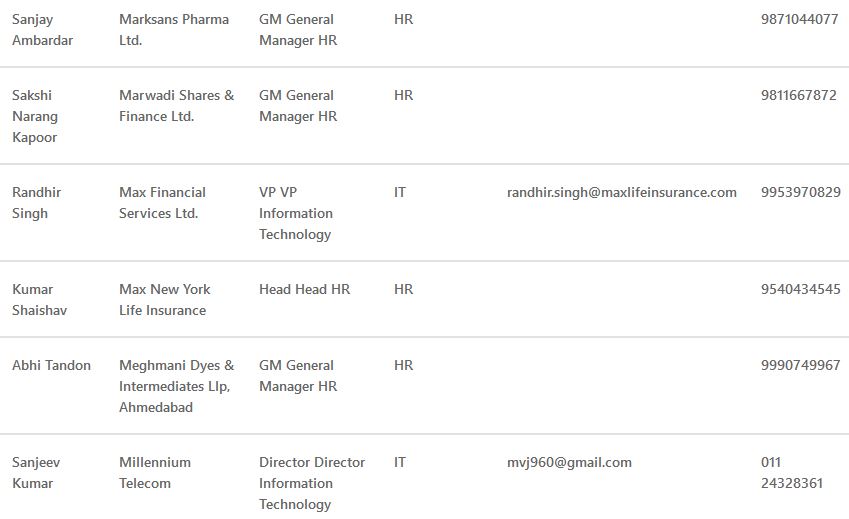 Sanjay Marksans Pharma GM General HR 9871044077
Ambardar Ltd. Manager HR
Sakshi Marwadi Shares & GM General HR 9811667872
Narang Finance Ltd. Manager HR
Kapoor
Randhir Max Financial VP VP IT randhir.singh@maxlifeinsurance.com 9953970829
Singh Services Ltd. Information
Technology
Kumar Max New York Head Head HR HR 9540434545
Shaishav Life Insurance
Abhi Tandon Meghmani Dyes & GM General HR 9990749967
Intermediates Llp, Manager HR
Ahmedabad
Sanjeev Millennium Director Director IT mvj960@gmail.com 011
Kumar Telecom Information 24328361
Technology